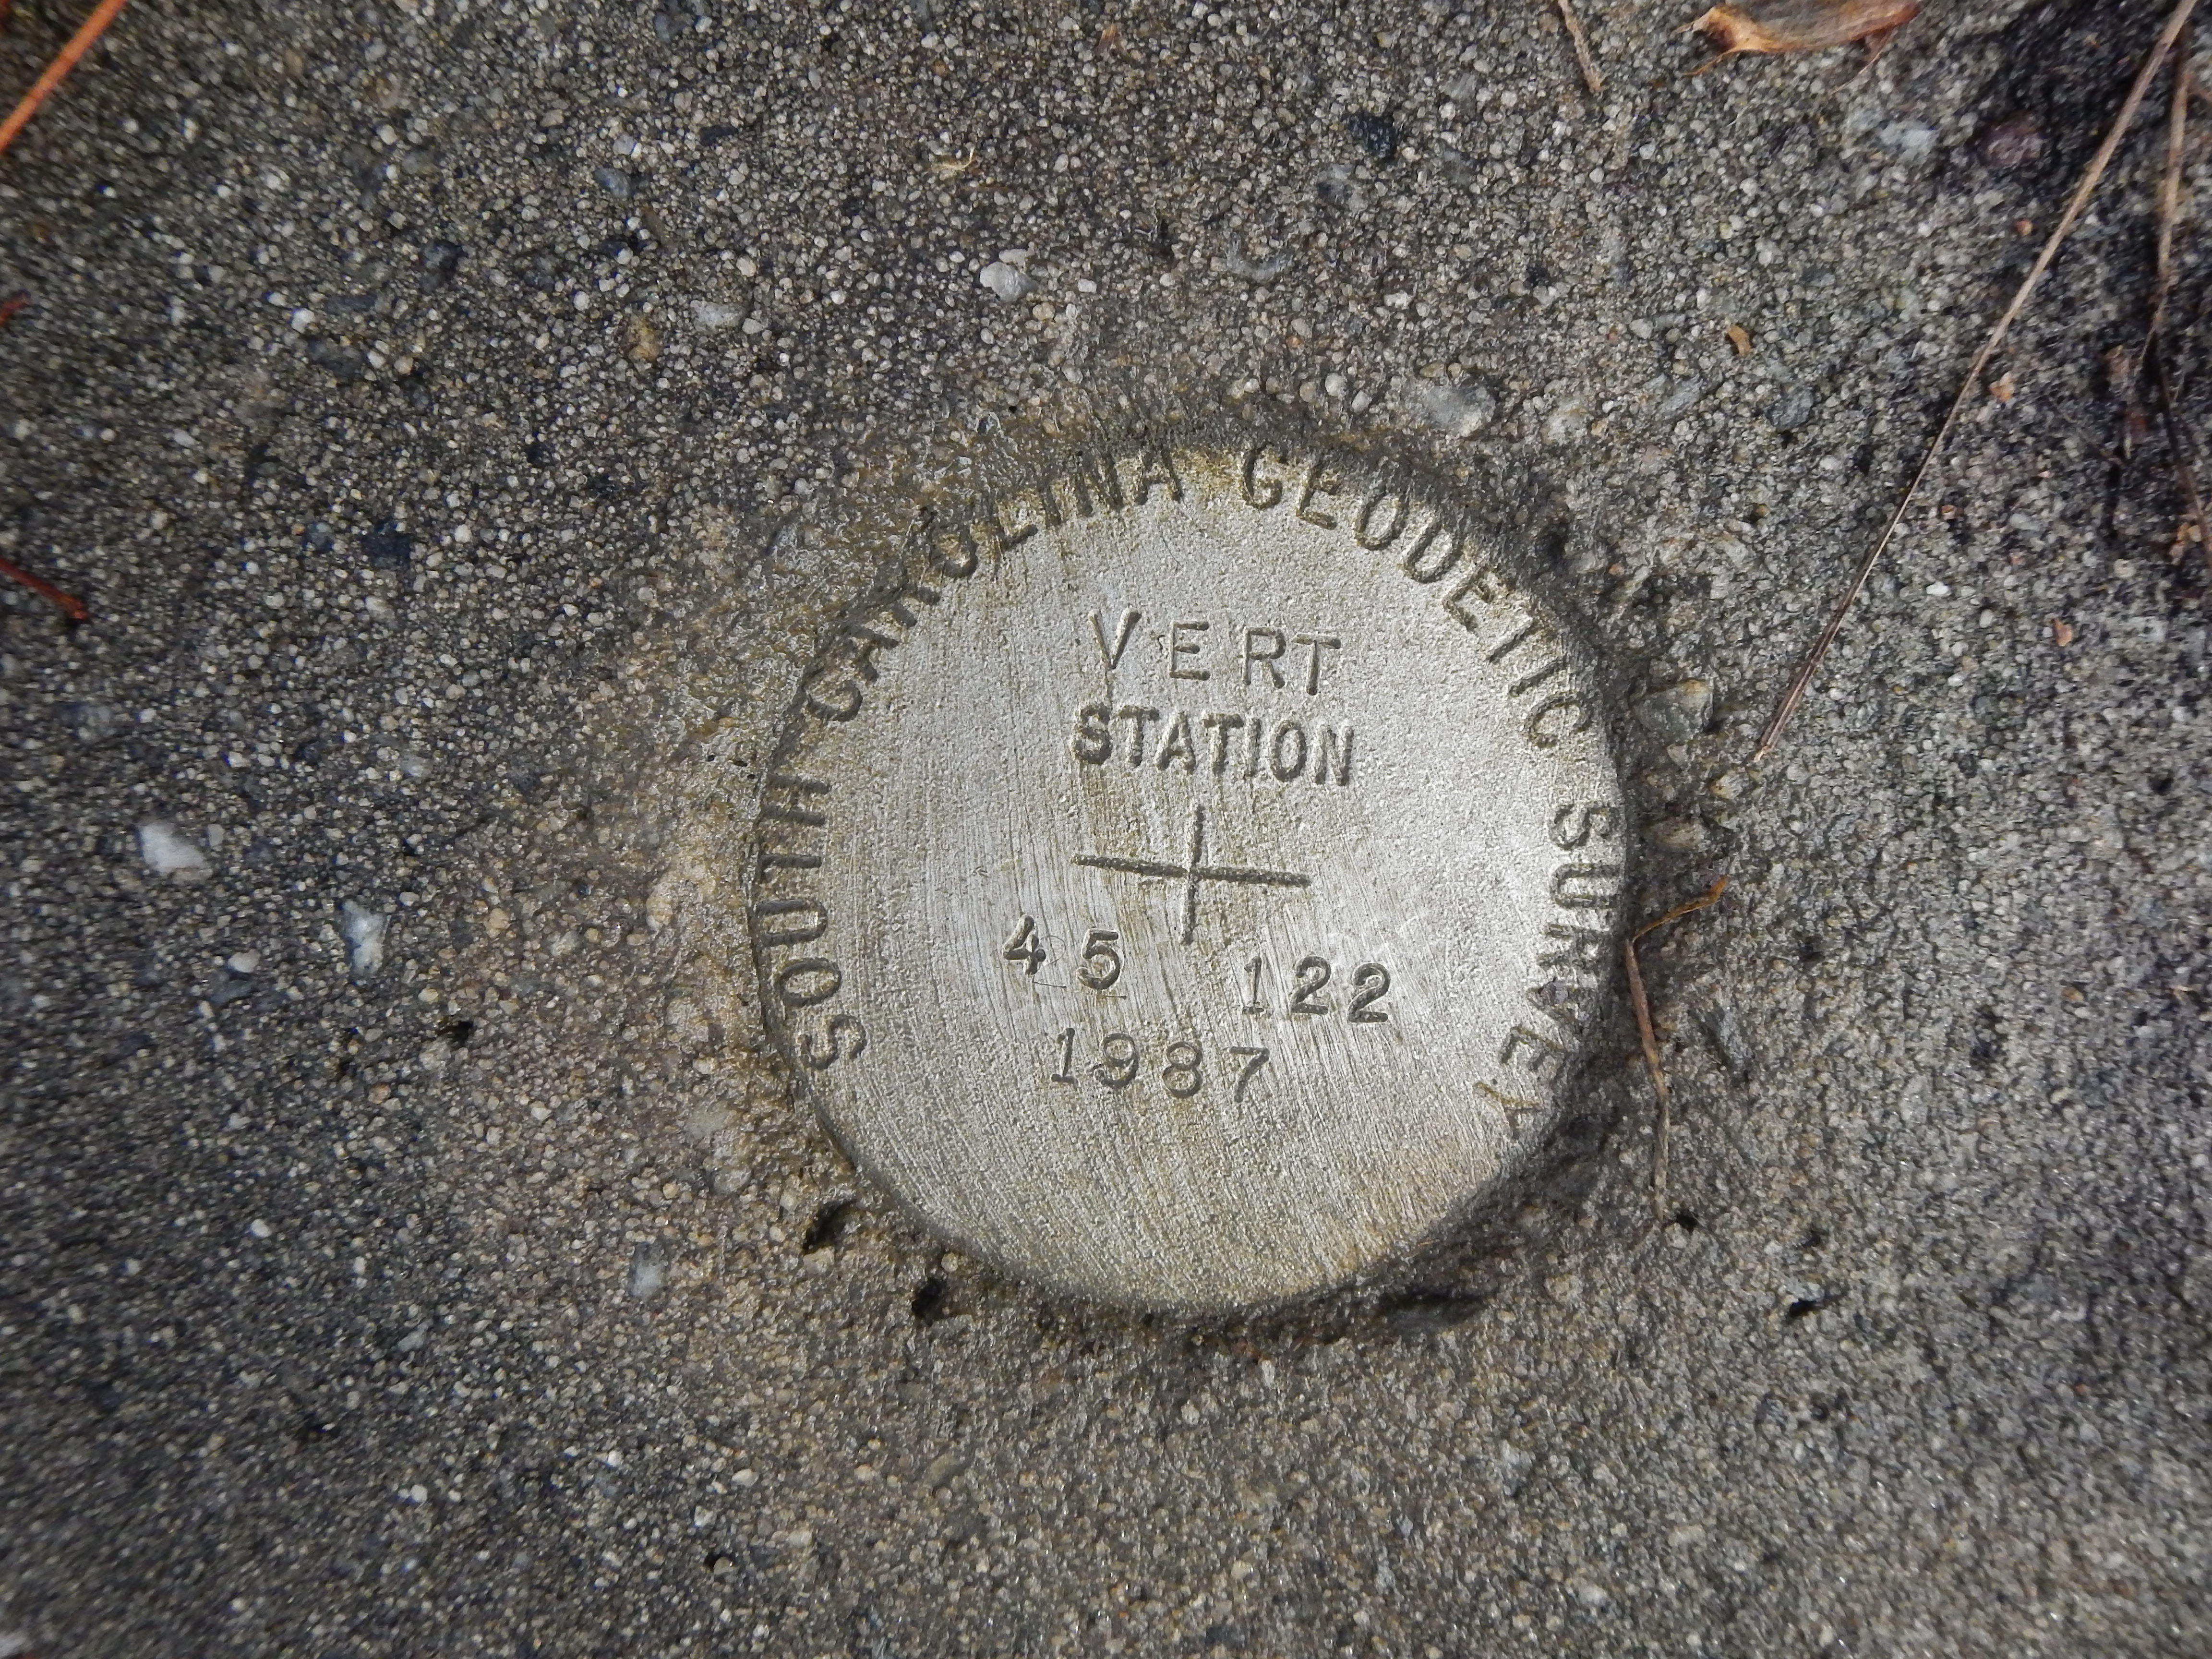 SOUTH CAROLINA GEODETIC SURVEY
VERT
STATION
45 122
1987